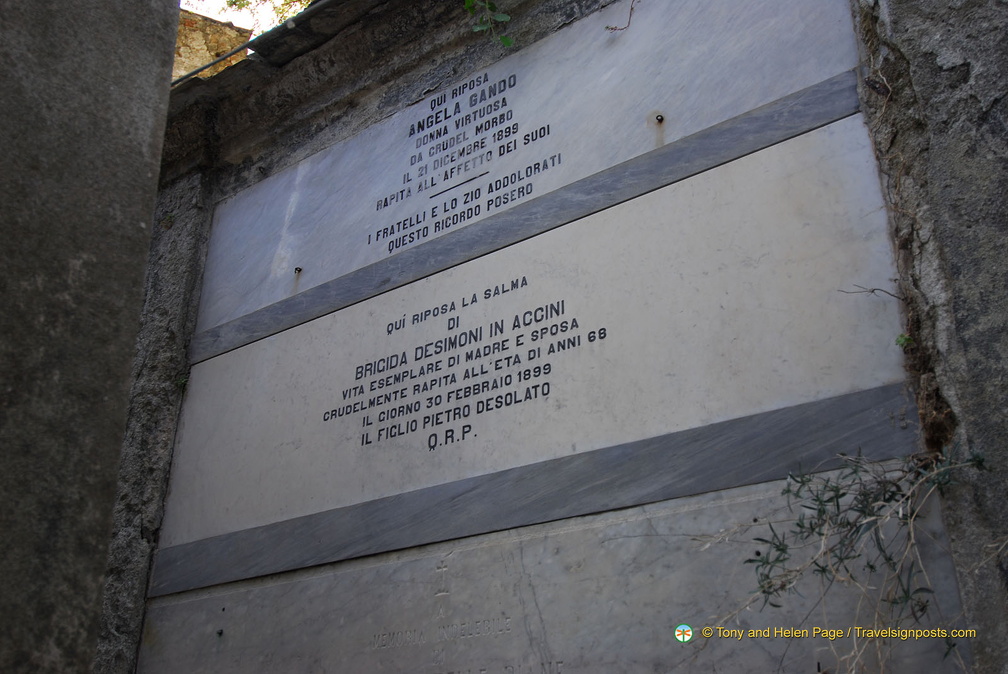 QUI RIPOSA
ANGELA GANDO
DONNA VIRTUOSA
DA CRUDEL MORBO
IL 21 DICEMBRE 1899
RAPITA ALL'AFFETTO DEI SUOI
I FRATELLI E LO ZIO ADDOLORATI
QUESTO RICORDO POSERO
QUÍ RIPOSA LA SALMA
DI
BRIGIDA DESIMONI IN ACCINI
VITA ESEMPLARE DI MADRE E SPOSA
CRUDELMENTE RAPITA ALL'ETA DI ANNI 66
IL GIORNO 30 FEBBRAIO 1899
IL FIGLIO PIETRO DESOLATO
Q.R.P.
© Tony and Helen Page / Travelsignposts.com